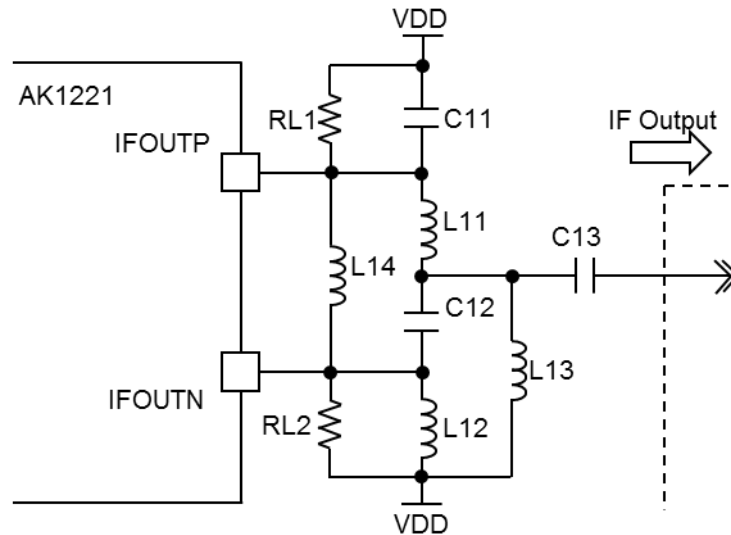 VDD
AK1221
RL1
C11
IF Output
IFOUTP
L11
C13
L14
C12
L13
IFOUTN
RL2
L12
VDD